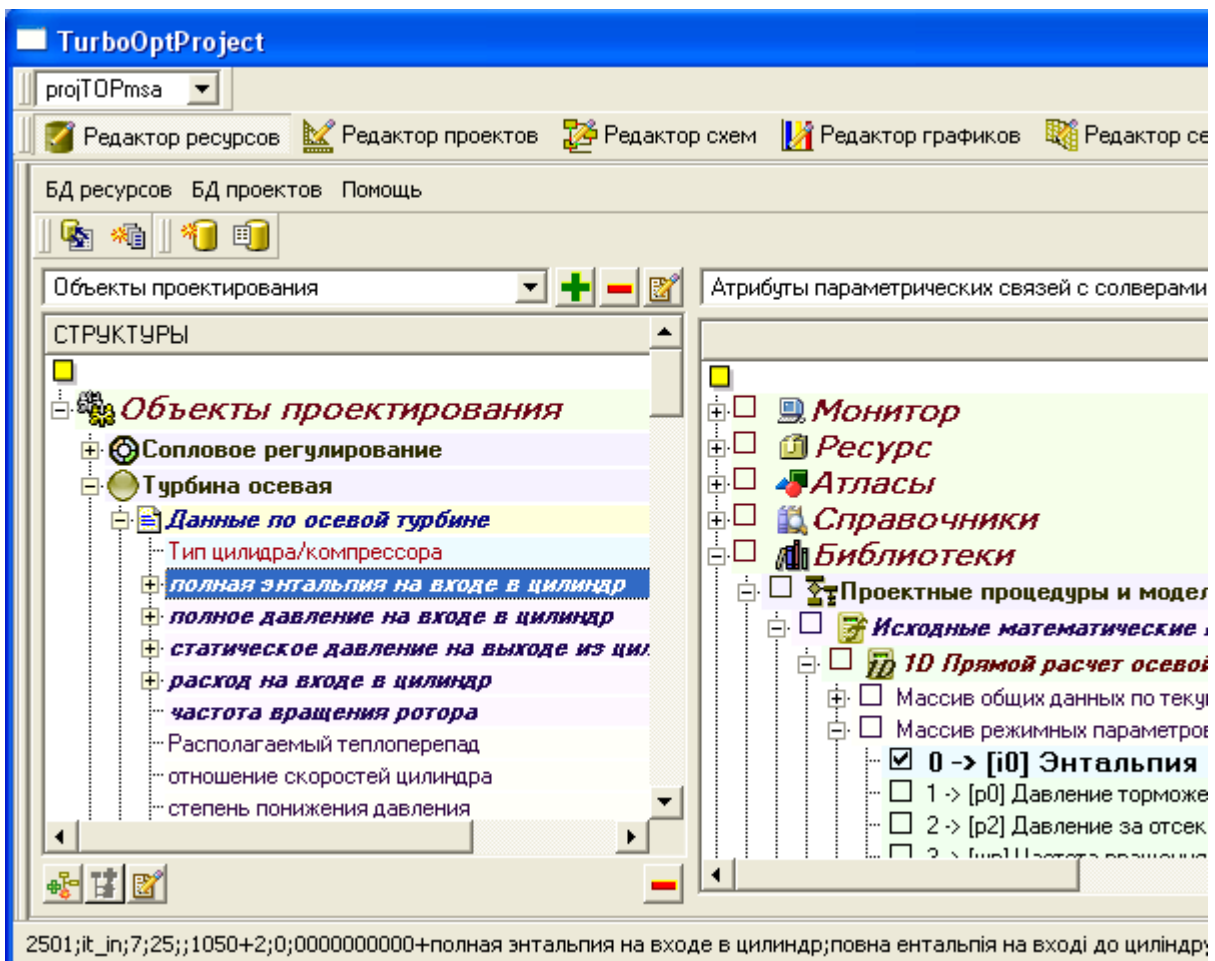 TurboOptProject
projTOPmsa
Редактор ресурсов Редактор проектов Редактор схем Редактор графиков Редактор се
БД ресурсов БД проектов Помощь
Объекты проектирования
СТРУКТУРЫ
Объекты проектирования
Сопловое регулирование
Турбина осевая
Данные по осевой турбине
Тип цилидра/компрессора
полная энтальпия на входе в цилиндр
полное давление на входе в цилиндр
статическое давление на выходе из цил
расход на входе в цилиндр
частота вращения ротора
Располагаемый теплоперепад
отношение скоростей цилиндра
степень понижения давления
Атрибуты параметрических связей с солверами
Монитор
Ресурс
Атласы
Справочники
Библиотеки
Проектные процедуры и модел
Исходные математические
1D Прямой расчет осевой
Массив общих данных по теку
Массив режимных параметров
0 -> [i0] Энтальпия
1 -> [p0] Давление торможе
2 -> [p2] Давление за отсек
2501;it_in;7;25;;1050+2;0;0000000000+полная энтальпия на входе в цилиндр;повна ентальпія на вході до циліндру